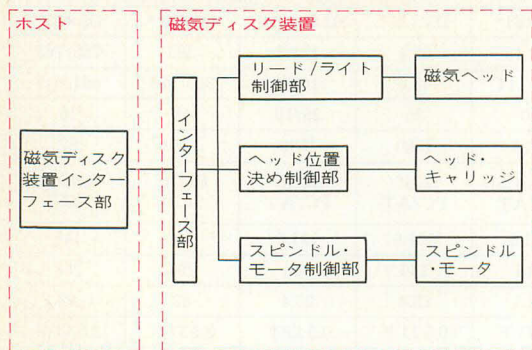 ホスト
磁気ディスク装置
磁気ディスク
装置インター
フェース部
インターフェース部
リード/ライト
制御部
磁気ヘッド
ヘッド位置
決め制御部
ヘッド・
キャリッジ
スピンドル・
モータ制御部
スピンドル
・モータ